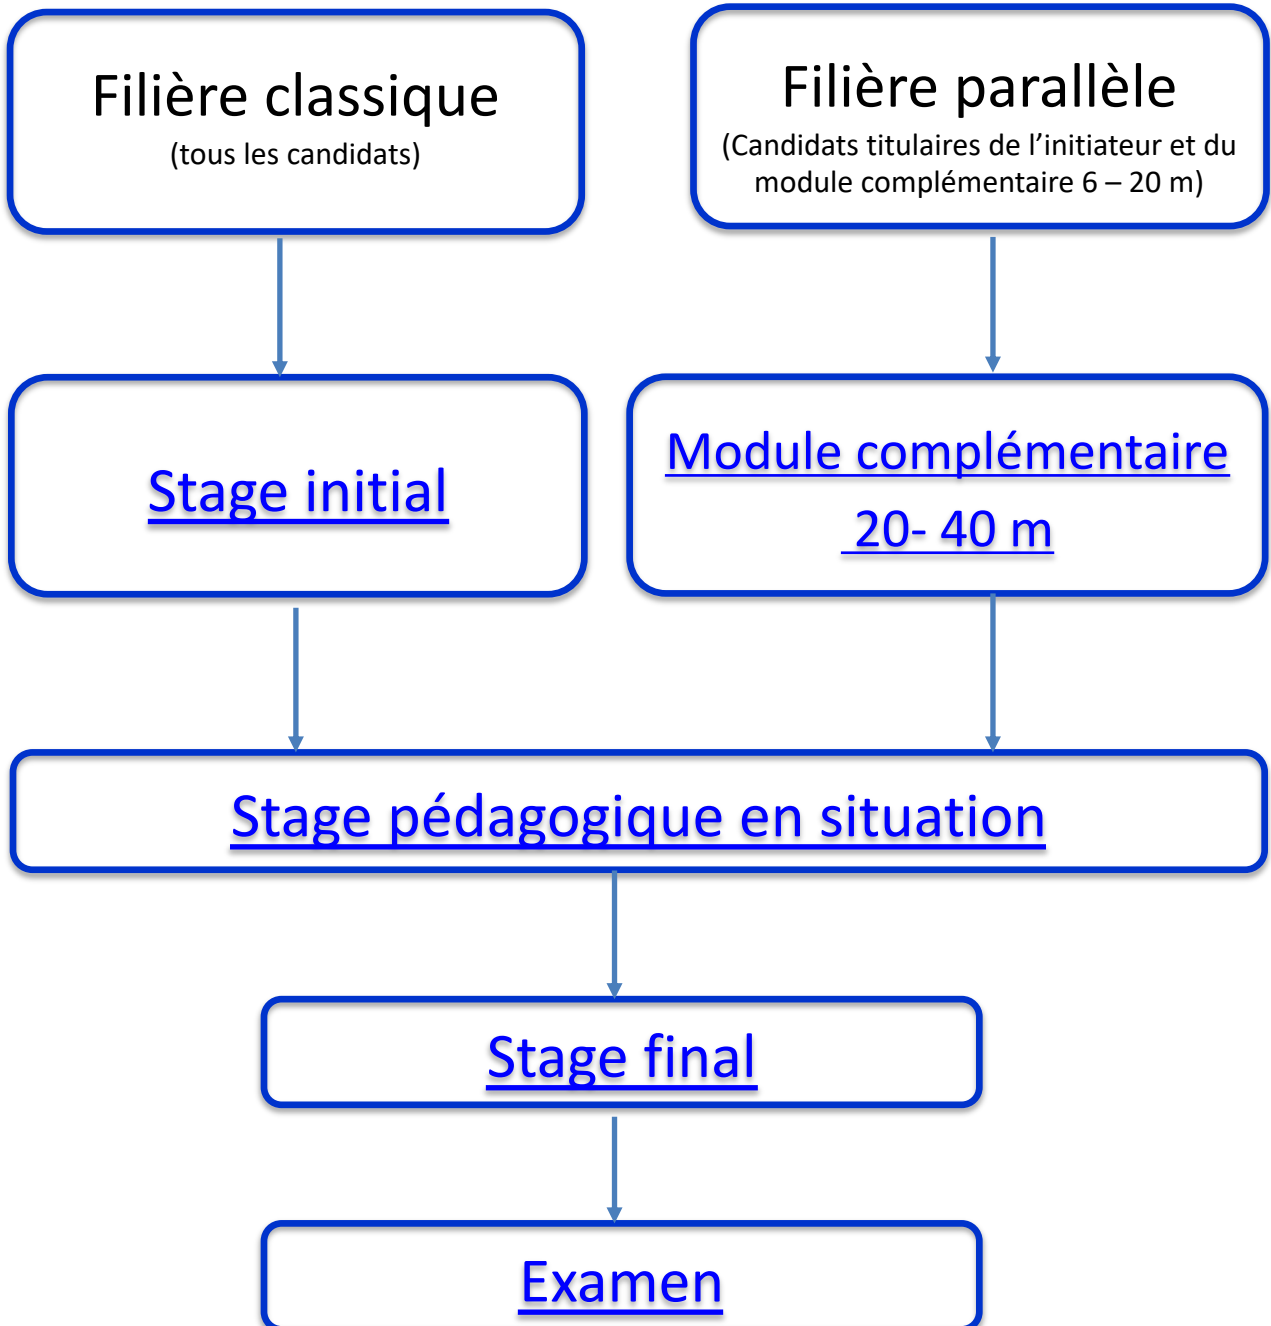 Filière classique
(tous les candidats)
Filière parallèle
(Candidats titulaires de l’initiateur et du
module complémentaire 6 – 20 m)
Stage initial
Module complémentaire
20- 40 m
Stage pédagogique en situation
Stage final
Examen